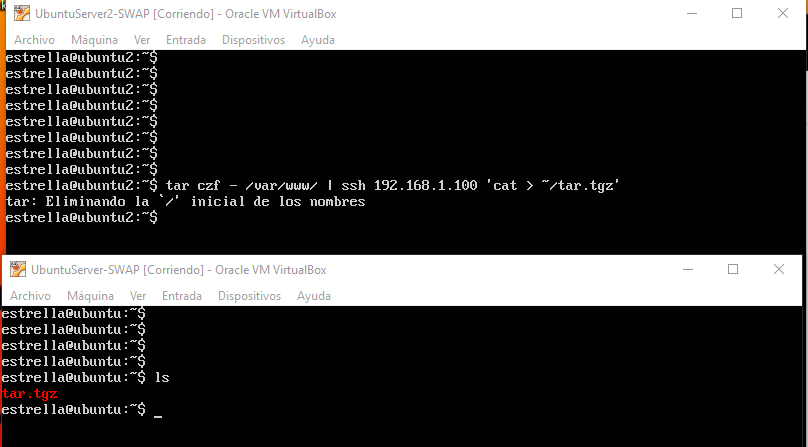 UbuntuServer2-SWAP [Corriendo] - Oracle VM VirtualBox
Archivo Máquina Ver Entrada Dispositivos Ayuda
estrella@ubuntu2:~$
estrella@ubuntu2:~$
estrella@ubuntu2:~$
estrella@ubuntu2:~$
estrella@ubuntu2:~$
estrella@ubuntu2:~$
estrella@ubuntu2:~$
estrella@ubuntu2:~$
estrella@ubuntu2:~$ tar czf - /var/www/ | ssh 192.168.1.100 'cat > ~/tar.tgz'
tar: Eliminando la `/' inicial de los nombres
estrella@ubuntu2:~$
UbuntuServer-SWAP [Corriendo] - Oracle VM VirtualBox
Archivo Máquina Ver Entrada Dispositivos Ayuda
estrella@ubuntu:~$
estrella@ubuntu:~$
estrella@ubuntu:~$
estrella@ubuntu:~$
estrella@ubuntu:~$ ls
tar.tgz
estrella@ubuntu:~$ _